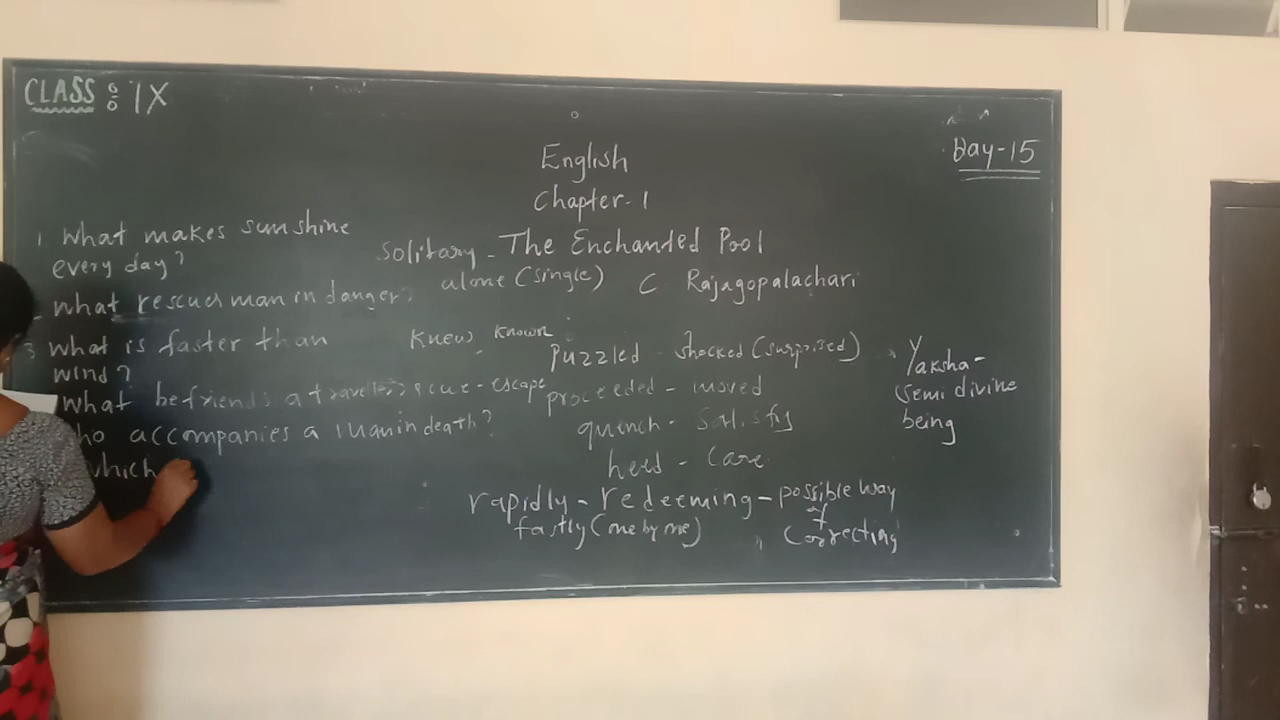 CLASS : IX
Day-15
English
Chapter-1
The Enchanted Pool
C Rajagopalachari
1 What makes sunshine
every day?
What rescues man in danger?
3 What is faster than
wind?
What befriends a traveller
who accompanies a man in death?
which
solitary -
alone (single)
Knew known
rescue - escape
puzzled - shocked (surprised)
proceeded - moved
quench - satisfy
heed - care
rapidly - redeeming - possible way
of
fastly (one by one)
correcting
Yaksha -
semi divine
being